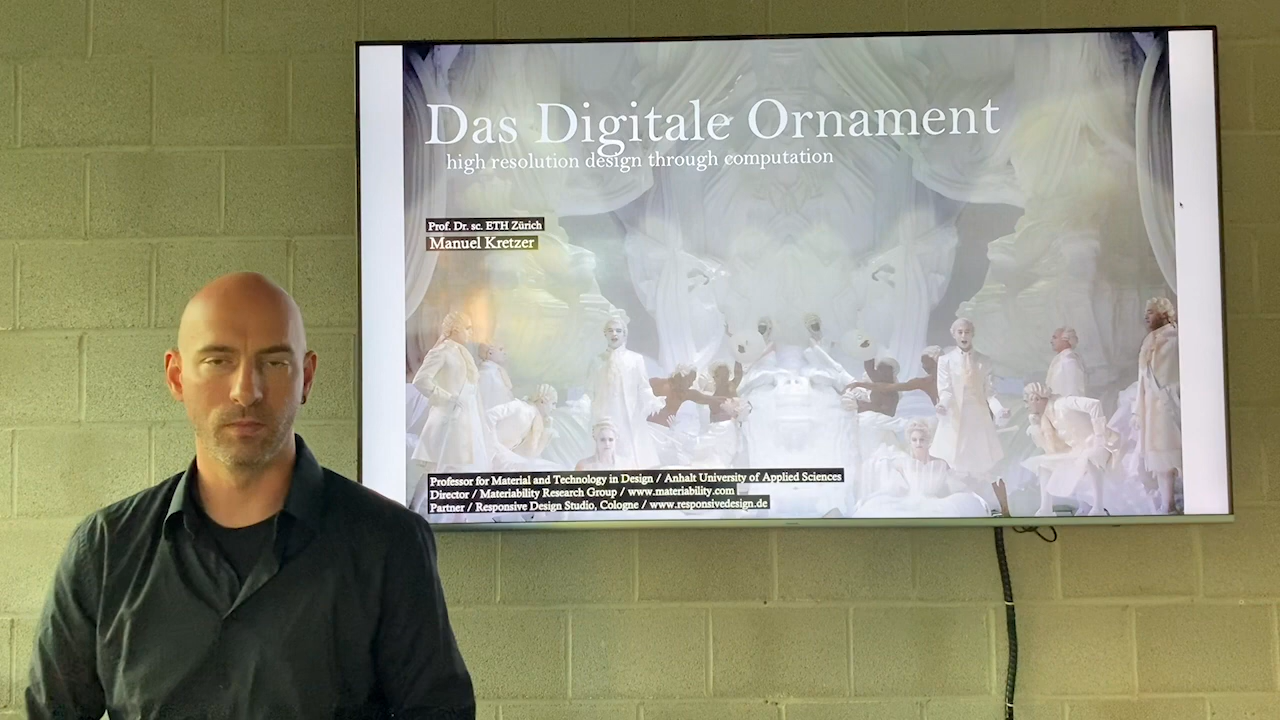 Das Digitale Ornament
high resolution design through computation
Prof. Dr. sc. ETH Zürich
Manuel Kretzer
Professor for Material and Technology in Design / Anhalt University of Applied Sciences
Director / Materiability Research Group / www.materiability.com
Partner / Responsive Design Studio, Cologne / www.responsivedesign.de